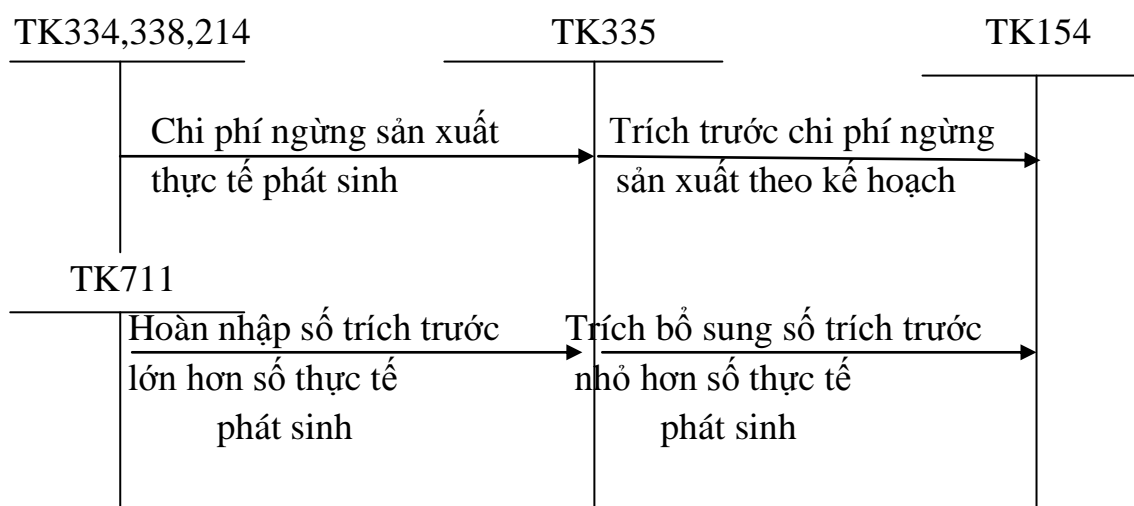 TK334,338,214
TK335
TK154
Chi phí ngừng sản xuất
thực tế phát sinh
Trích trước chi phí ngừng
sản xuất theo kế hoạch
TK711
Hoàn nhập số trích trước
lớn hơn số thực tế
phát sinh
Trích bổ sung số trích trước
nhỏ hơn số thực tế
phát sinh